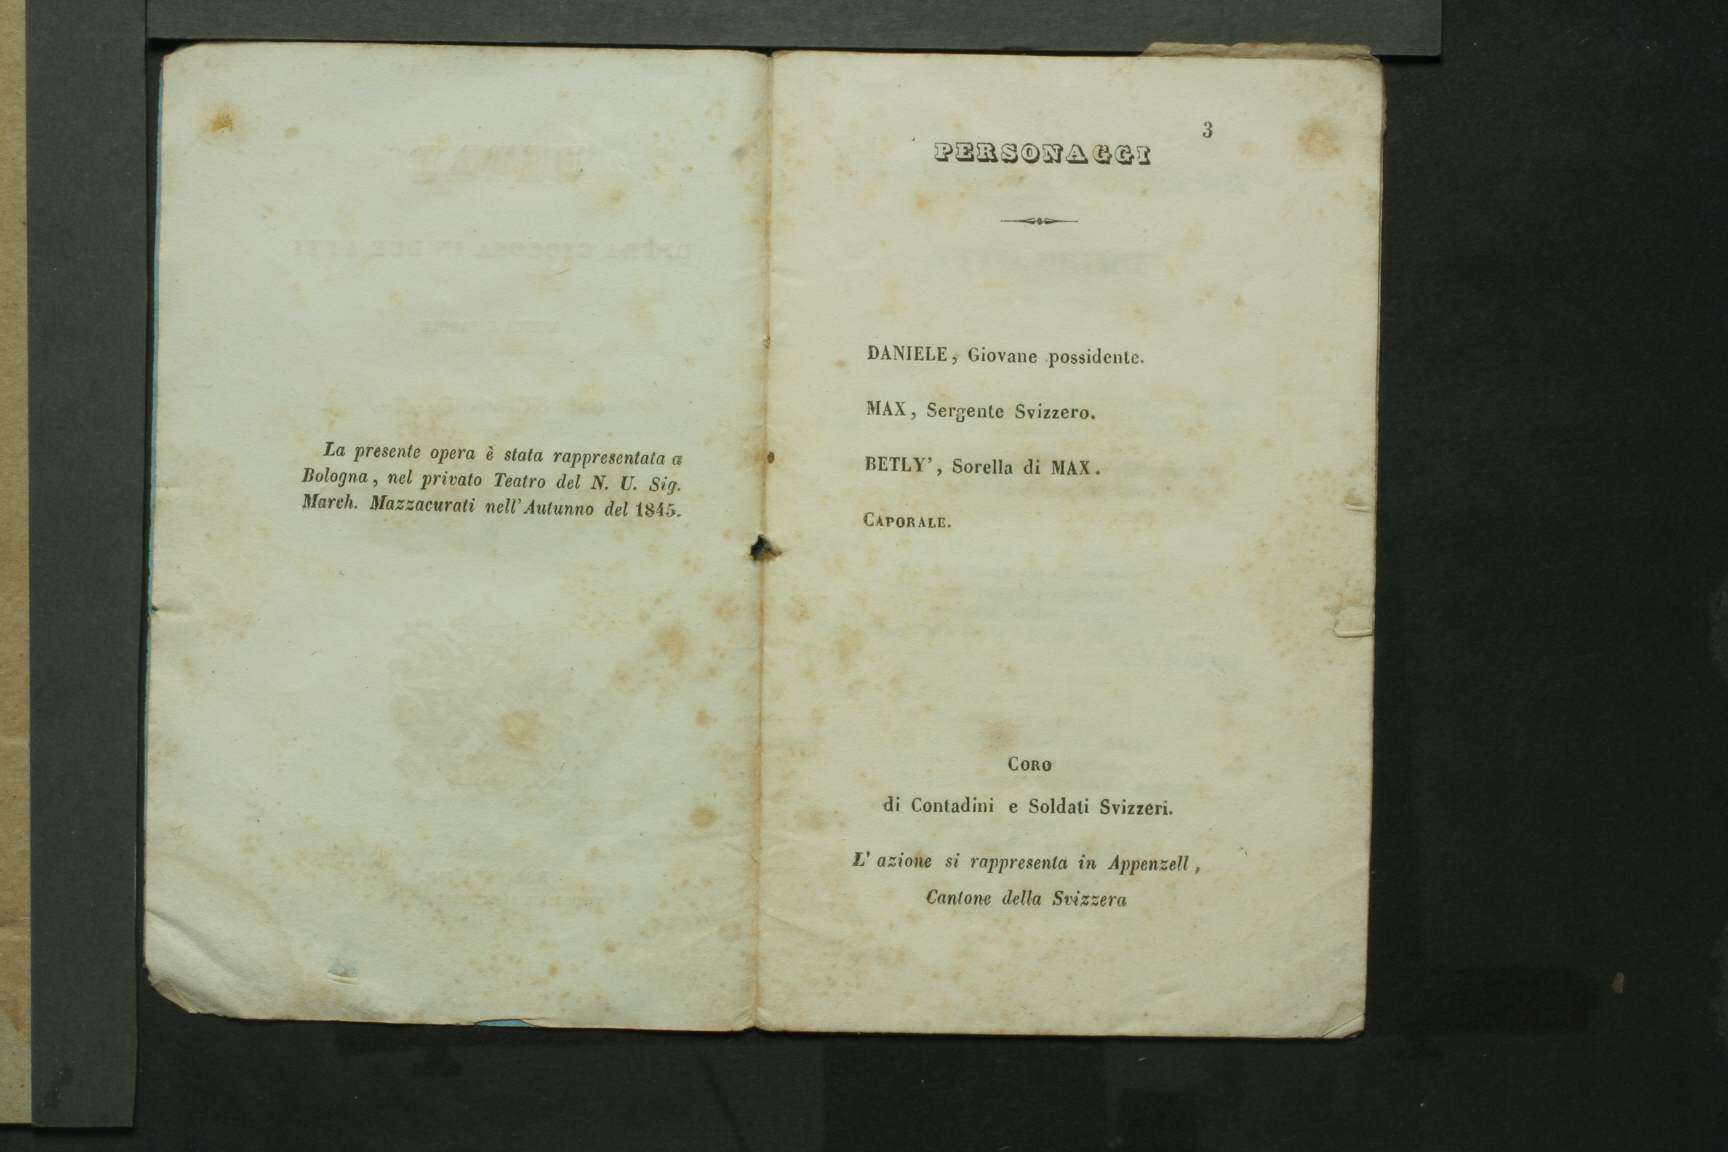 La presente opera è stata rappresentata a
Bologna, nel privato Teatro del N. U. Sig.
March. Mazzacurati nell' Autunno del 1845.
3
PERSONAGGI
DANIELE, Giovane possidente.
MAX, Sergente Svizzero.
BETLY', Sorella di MAX.
CAPORALE.
CORO
di Contadini e Soldati Svizzeri.
L' azione si rappresenta in Appenzell,
Cantone della Svizzera